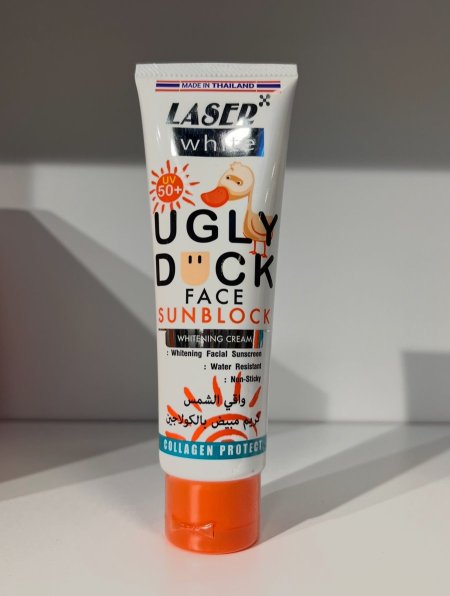 MADE IN THAILAND
LASER
white
UV
50+
UGLY
DUCK
FACE
SUNBLOCK
WHITENING CREAM
: Whitening Facial Sunscreen
: Water Resistant
: Non-Sticky
واقي الشمس
كريم مبيض بالكولاجين
COLLAGEN PROTECT